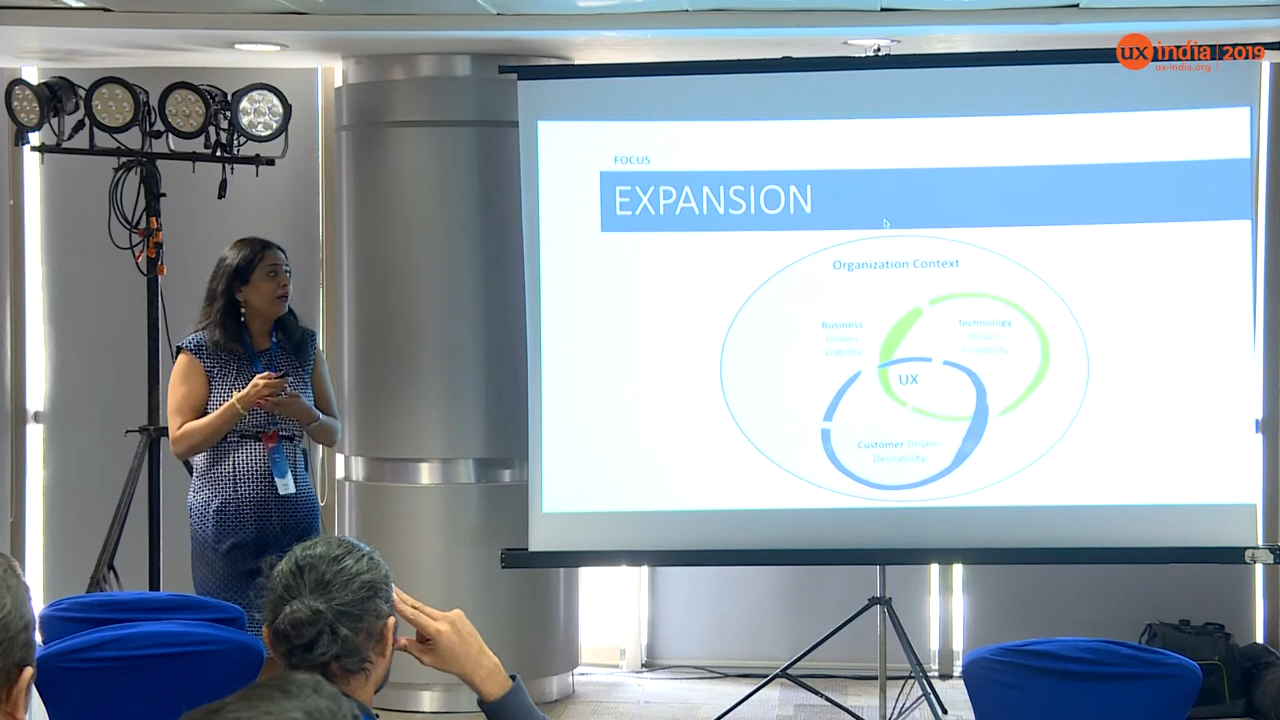 ux india | 2019
ux-india.org
FOCUS
EXPANSION
Organization Context
Business
Drivers
Viability
Technology
Drivers
Feasibility
UX
Customer Drivers
Desirability